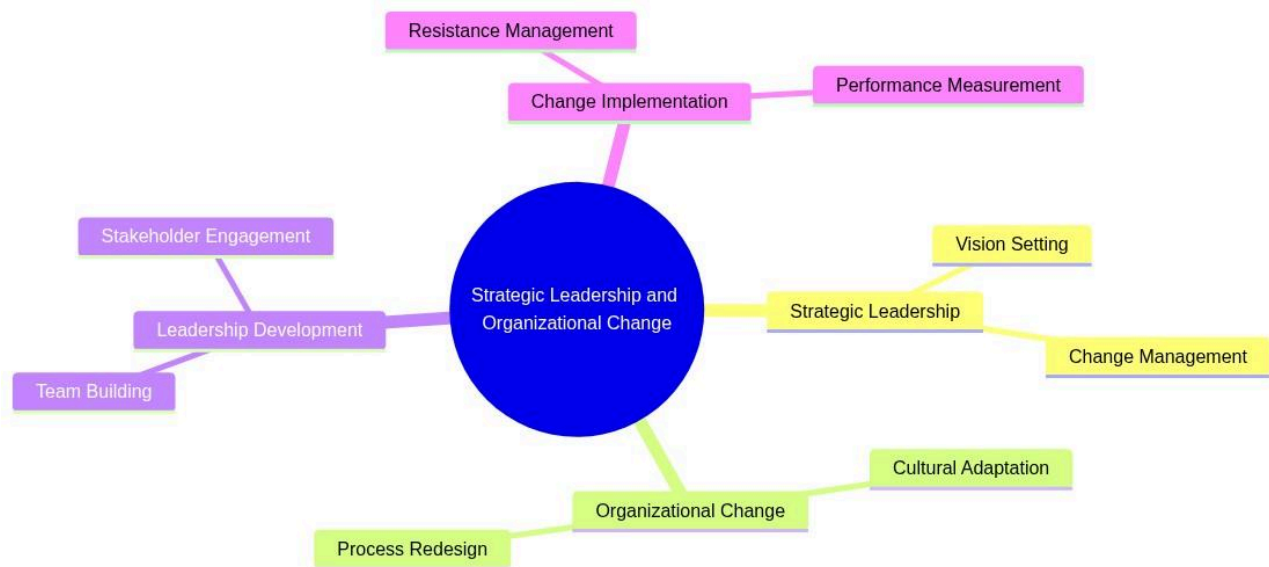 Resistance Management
Change Implementation
Performance Measurement
Stakeholder Engagement
Leadership Development
Team Building
Strategic Leadership and
Organizational Change
Vision Setting
Strategic Leadership
Change Management
Cultural Adaptation
Organizational Change
Process Redesign